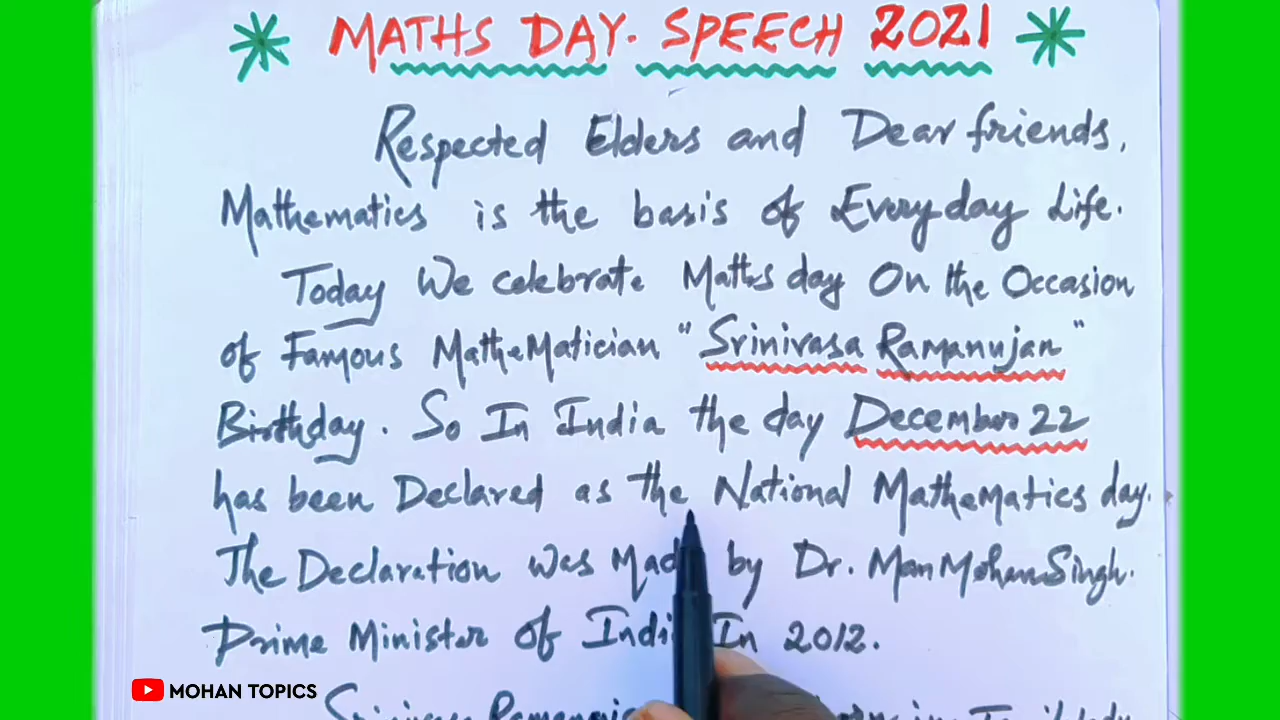 MATHS DAY. SPEECH 2021
Respected Elders and Dear friends,
Mathematics is the basis of Everyday Life.
Today We celebrate Maths day On the Occasion
of Famous Mathematician "Srinivasa Ramanujan"
Birthday. So In India the day December 22
has been Declared as the National Mathematics day.
The Declaration was Made by Dr. ManMohan Singh.
Prime Minister of India In 2012.
MOHAN TOPICS
Srinivasa